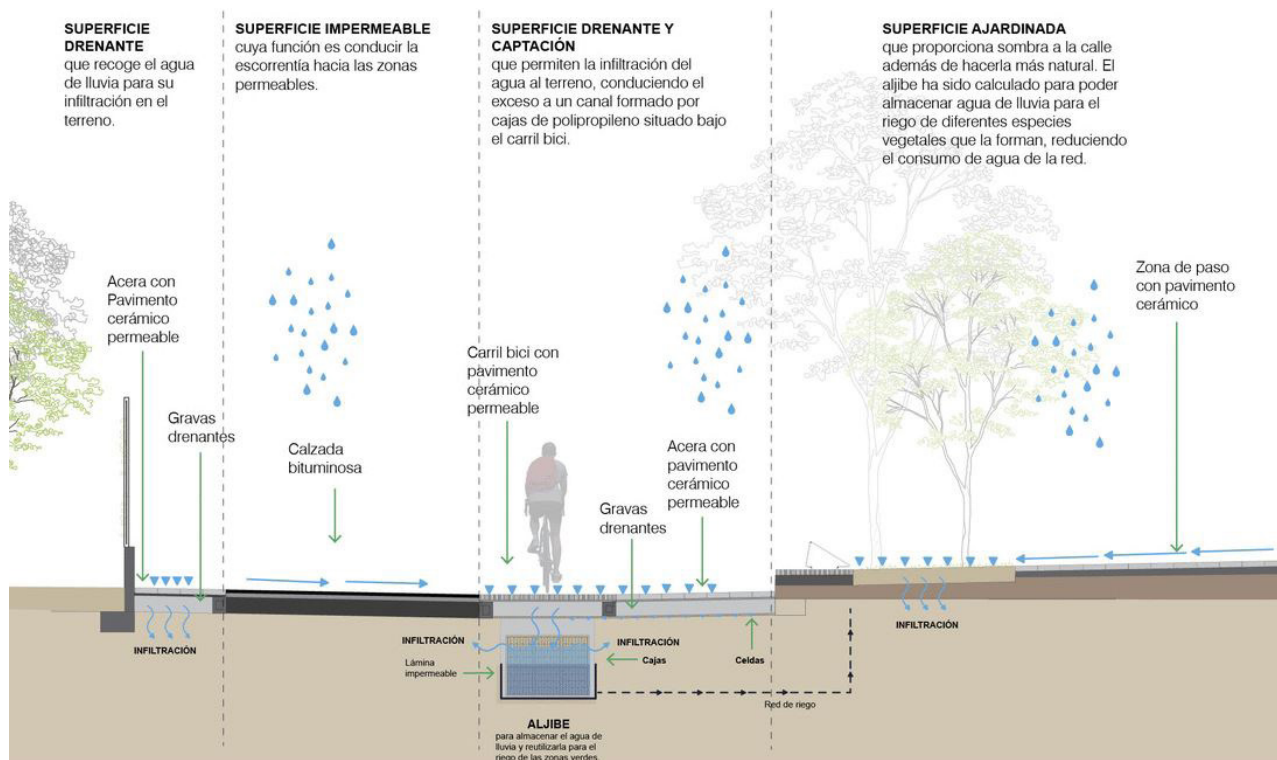 SUPERFICIE
DRENANTE
que recoge el agua
de lluvia para su
infiltración en el
terreno.
SUPERFICIE IMPERMEABLE
cuya función es conducir la
escorrentía hacia las zonas
permeables.
SUPERFICIE DRENANTE Y
CAPTACIÓN
que permiten la infiltración del
agua al terreno, conduciendo el
exceso a un canal formado por
cajas de polipropileno situado bajo
el carril bici.
SUPERFICIE AJARDINADA
que proporciona sombra a la calle
además de hacerla más natural. El
aljibe ha sido calculado para poder
almacenar agua de lluvia para el
riego de diferentes especies
vegetales que la forman, reduciendo
el consumo de agua de la red.
Acera con
Pavimento
cerámico
permeable
Gravas
drenantes
Calzada
bituminosa
Carril bici con
pavimento
cerámico
permeable
Acera con
pavimento
cerámico
permeable
Gravas
drenantes
Zona de paso
con pavimento
cerámico
INFILTRACIÓN
INFILTRACIÓN
INFILTRACIÓN
INFILTRACIÓN
Lámina
impermeable
Cajas
Celdas
Red de riego
ALJIBE
para almacenar el agua de
lluvia y reutilizarla para el
riego de las zonas verdes.